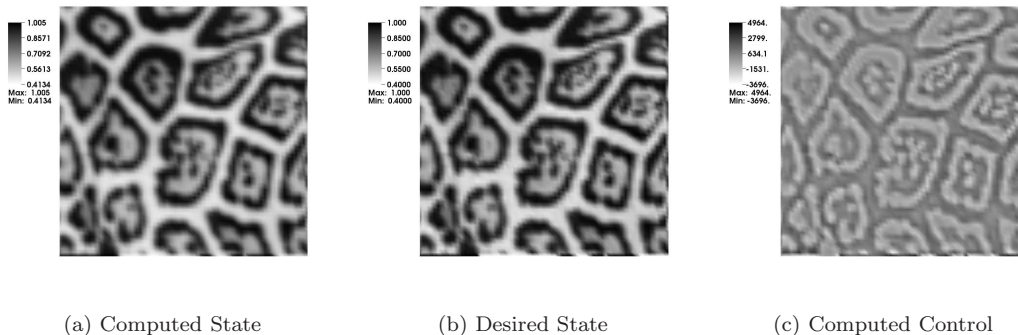 1.005
0.8571
0.7092
0.5613
0.4134
Max: 1.005
Min: 0.4134
1.000
0.8500
0.7000
0.5500
0.4000
Max: 1.000
Min: 0.4000
4964.
2799.
634.1
-1531.
-3696.
Max: 4964.
Min: -3696.
(a) Computed State
(b) Desired State
(c) Computed Control